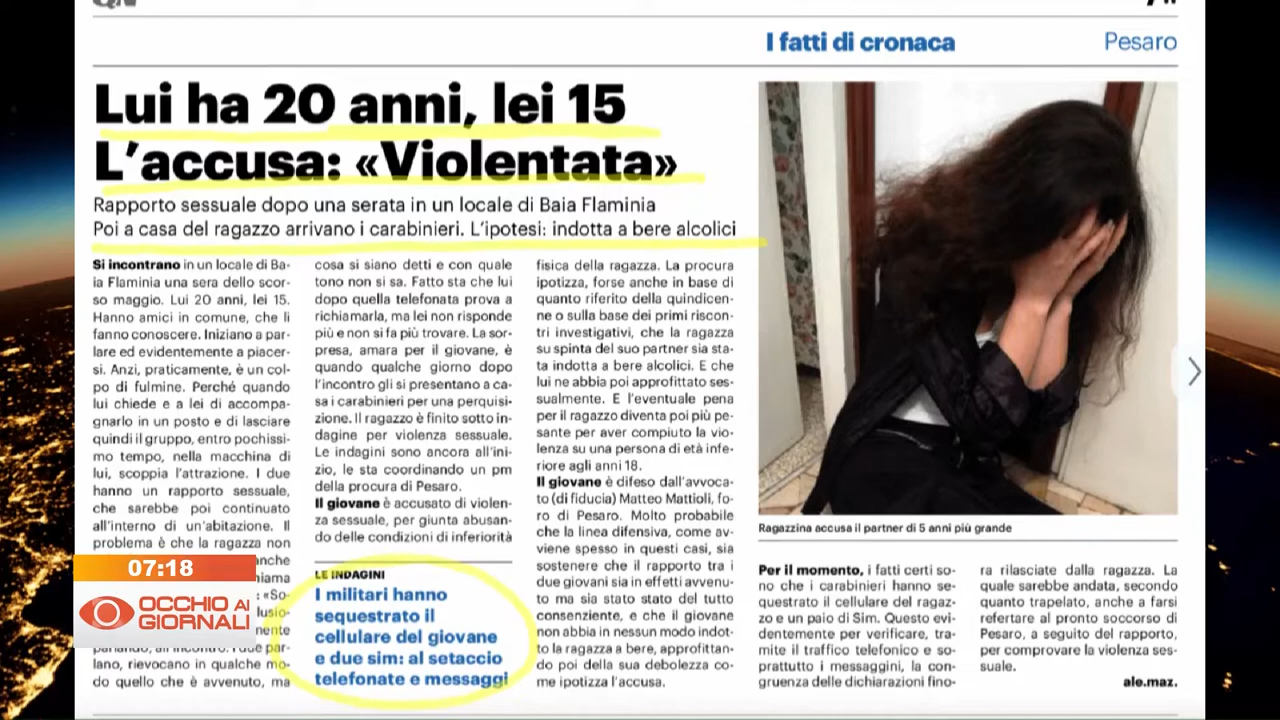 QN
I fatti di cronaca
Pesaro
Lui ha 20 anni, lei 15
L'accusa: «Violentata»
Rapporto sessuale dopo una serata in un locale di Baia Flaminia
Poi a casa del ragazzo arrivano i carabinieri. L'ipotesi: indotta a bere alcolici
Si incontrano in un locale di Ba-
ia Flaminia una sera dello scor-
so maggio. Lui 20 anni, lei 15.
Hanno amici in comune, che li
fanno conoscere. Iniziano a par-
lare ed evidentemente a piacer-
si. Anzi, praticamente, è un col-
po di fulmine. Perché quando
lui chiede e a lei di accompa-
gnarlo in un posto e di lasciare
quindi il gruppo, entro pochissi-
mo tempo, nella macchina di
lui, scoppia l'attrazione. I due
hanno un rapporto sessuale,
che sarebbe poi continuato
all'interno di un'abitazione. Il
problema è che la ragazza non
anche
hiama
: «So-
lusio-
nente
parlando, all'incontro. I due par-
lano, rievocano in qualche mo-
do quello che è avvenuto, ma
cosa si siano detti e con quale
tono non si sa. Fatto sta che lui
dopo quella telefonata prova a
richiamarla, ma lei non risponde
più e non si fa più trovare. La sor-
presa, amara per il giovane, è
quando qualche giorno dopo
l'incontro gli si presentano a ca-
sa i carabinieri per una perquisi-
zione. Il ragazzo è finito sotto in-
dagine per violenza sessuale.
Le indagini sono ancora all'ini-
zio, le sta coordinando un pm
della procura di Pesaro.
Il giovane è accusato di violen-
za sessuale, per giunta abusan-
do delle condizioni di inferiorità
LE INDAGINI
I militari hanno
sequestrato il
cellulare del giovane
e due sim: al setaccio
telefonate e messaggi
fisica della ragazza. La procura
ipotizza, forse anche in base di
quanto riferito della quindicen-
ne o sulla base dei primi riscon-
tri investigativi, che la ragazza
su spinta del suo partner sia sta-
ta indotta a bere alcolici. E che
lui ne abbia poi approfittato ses-
sualmente. E l'eventuale pena
per il ragazzo diventa poi più pe-
sante per aver compiuto la vio-
lenza su una persona di età infe-
riore agli anni 18.
Il giovane è difeso dall'avvoca-
to (di fiducia) Matteo Mattioli, fo-
ro di Pesaro. Molto probabile
che la linea difensiva, come av-
viene spesso in questi casi, sia
sostenere che il rapporto tra i
due giovani sia in effetti avvenu-
to ma sia stato stato del tutto
consenziente, e che il giovane
non abbia in nessun modo indot-
to la ragazza a bere, approfittan-
do poi della sua debolezza co-
me ipotizza l'accusa.
Ragazzina accusa il partner di 5 anni più grande
Per il momento, i fatti certi so-
no che i carabinieri hanno se-
questrato il cellulare del ragaz-
zo e un paio di Sim. Questo evi-
dentemente per verificare, tra-
mite il traffico telefonico e so-
prattutto i messaggini, la con-
gruenza delle dichiarazioni fino-
ra rilasciate dalla ragazza. La
quale sarebbe andata, secondo
quanto trapelato, anche a farsi
refertare al pronto soccorso di
Pesaro, a seguito del rapporto,
per comprovare la violenza ses-
suale.
ale.maz.
07:18
OCCHIO AI
GIORNALI